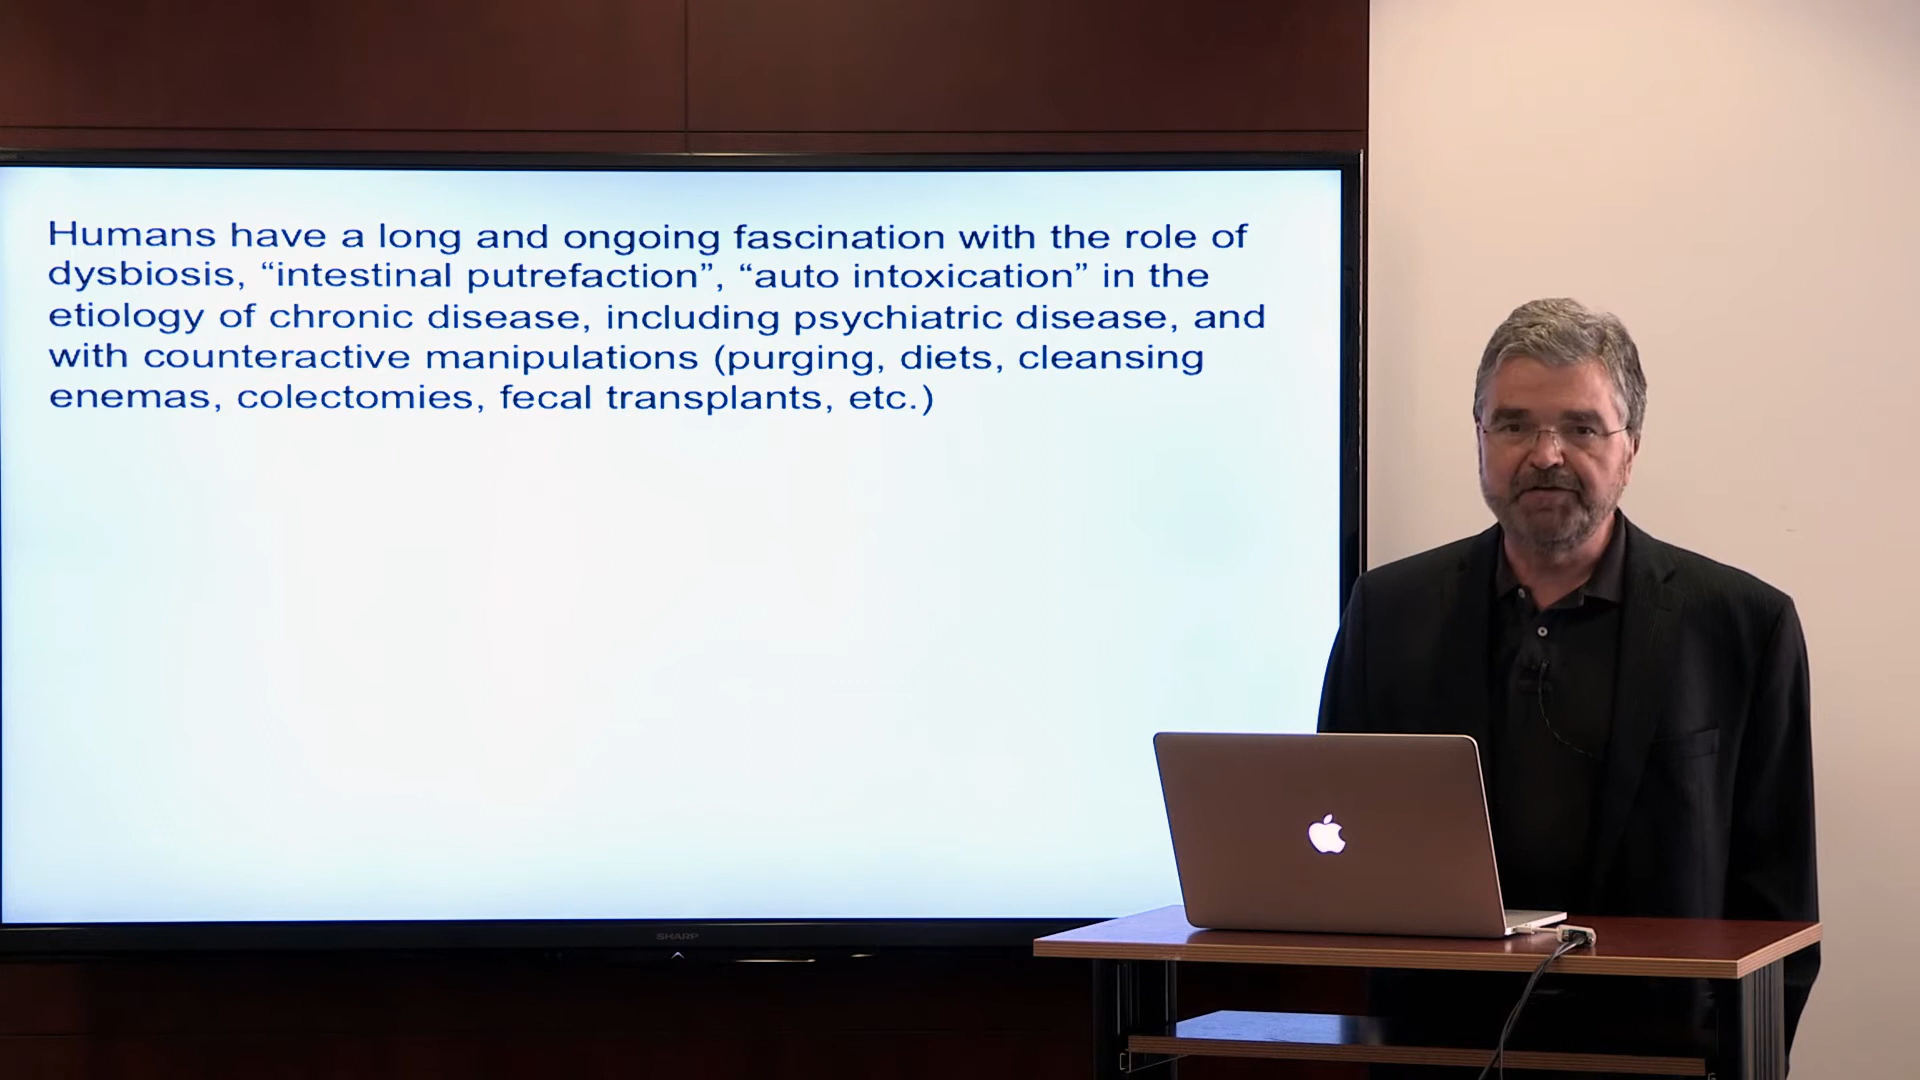 Humans have a long and ongoing fascination with the role of
dysbiosis, “intestinal putrefaction”, “auto intoxication” in the
etiology of chronic disease, including psychiatric disease, and
with counteractive manipulations (purging, diets, cleansing
enemas, colectomies, fecal transplants, etc.)
SHARP